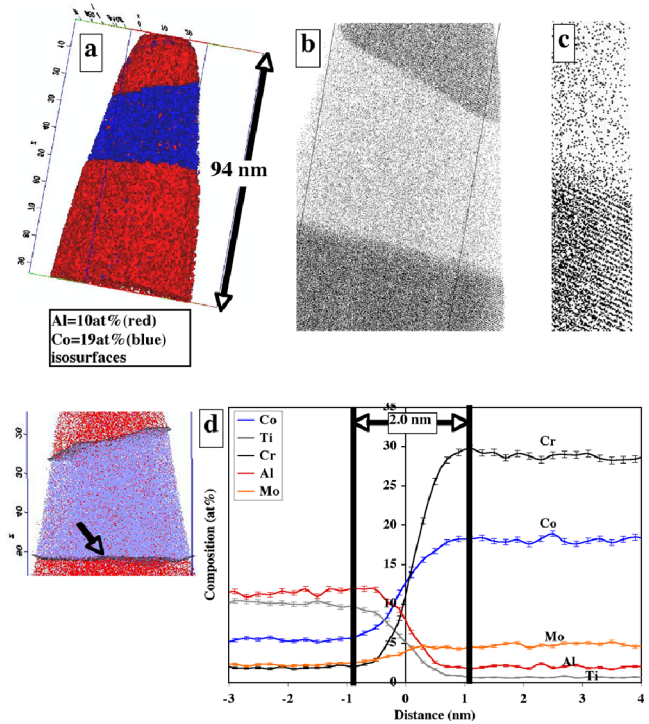 a
b
c
94 nm
Al=10at%(red)
Co=19at%(blue)
isosurfaces
d
Co
Ti
Cr
Al
Mo
2.0 nm
Composition (at%)
35
30
25
20
15
10
5
0
Cr
Co
Mo
Al
Ti
-3
-2
-1
0
1
2
3
4
Distance (nm)